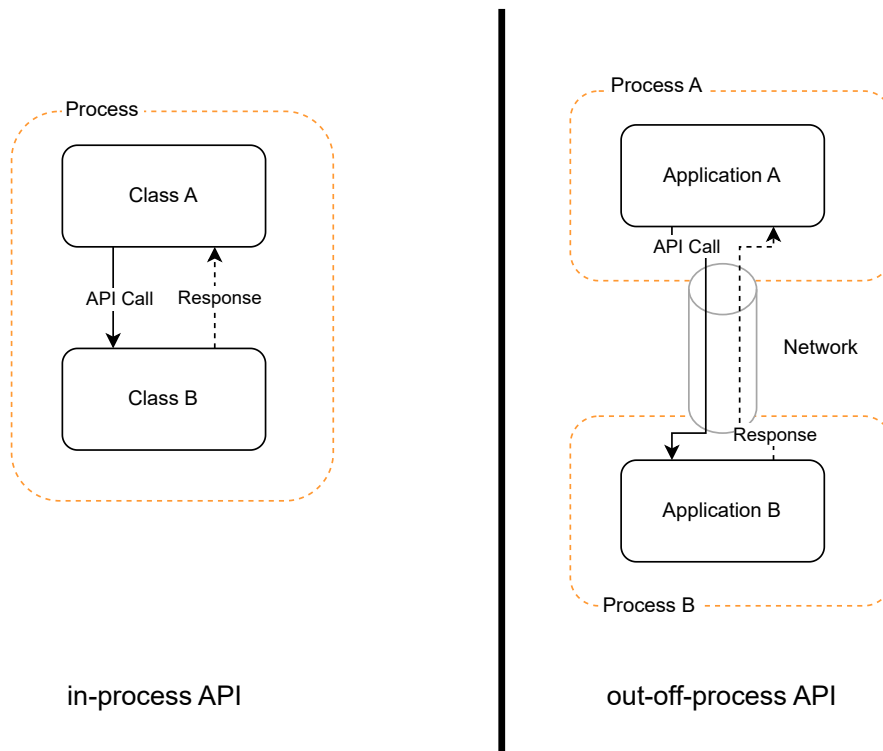 Process
Class A
API Call
Response
Class B
in-process API
Process A
Application A
API Call
Network
Response
Application B
Process B
out-off-process API